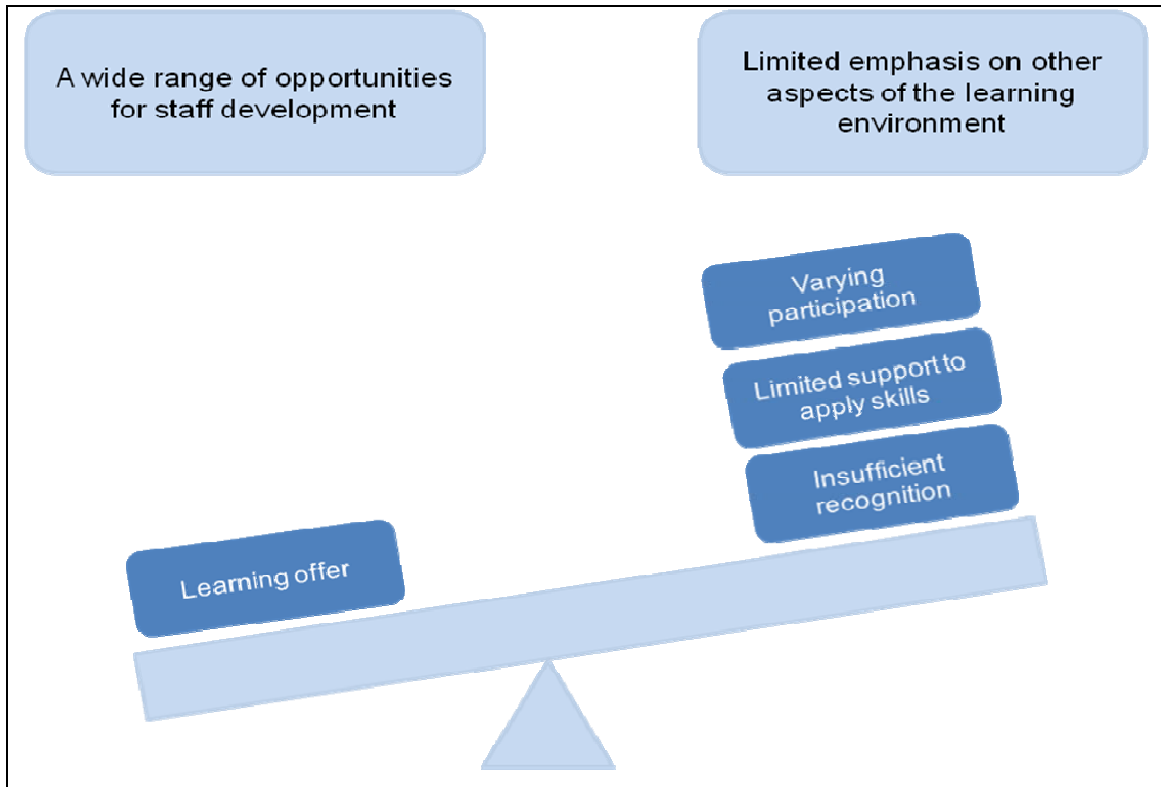 A wide range of opportunities
for staff development
Limited emphasis on other
aspects of the learning
environment
Varying
participation
Limited support to
apply skills
Insufficient
recognition
Learning offer